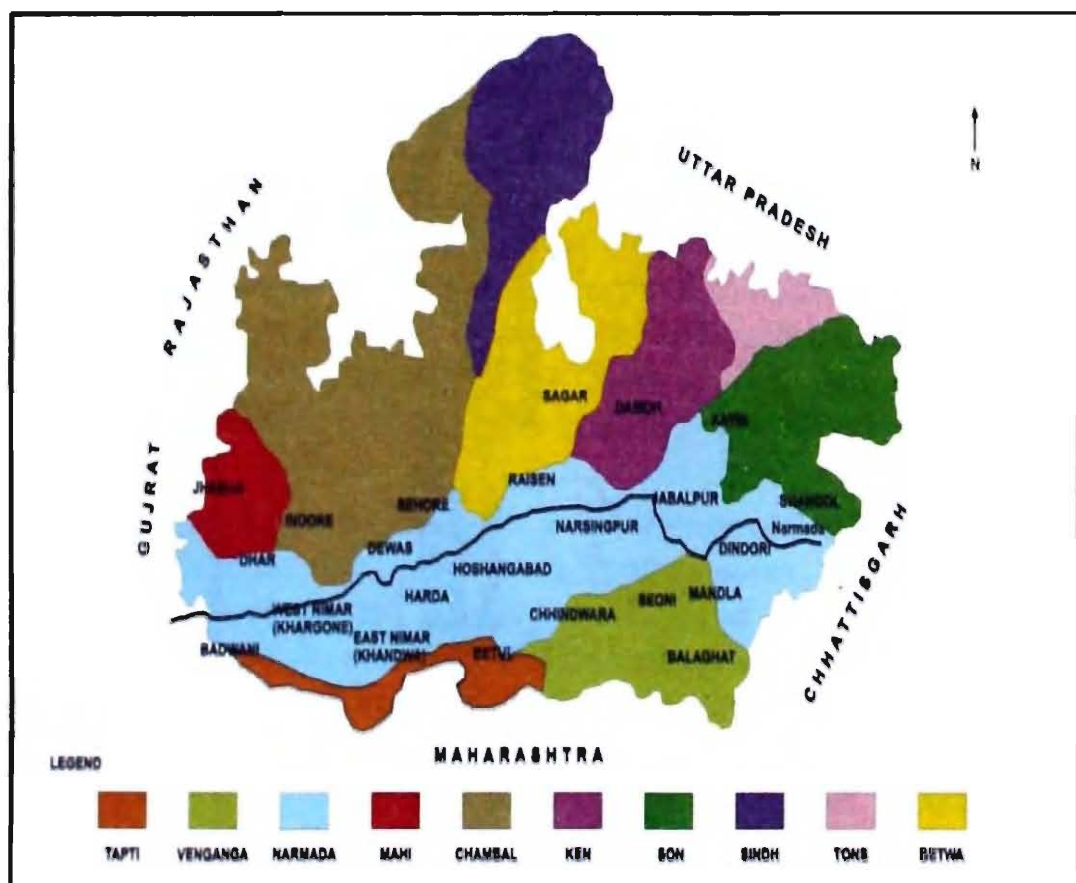 N
UTTAR PRADESH
RAJASTHAN
SAGAR
DAMOH
KATNI
JHABUA
GUJRAT
RAISEN
SEHORE
INDORE
JABALPUR
SHAHDOL
NARSINGPUR
Narmada
DEWAS
DHAR
DINDORI
HOSHANGABAD
HARDA
SEONI
MANDLA
CHHINDWARA
WEST NIMAR
(KHARGONE)
EAST NIMAR
(KHANDWA)
BADWANI
BETUL
BALAGHAT
CHHATTISGARH
MAHARASHTRA
LEGEND
TAPTI VENGANGA NARMADA MAHI CHAMBAL KEN SON SINDH TONS BETWA